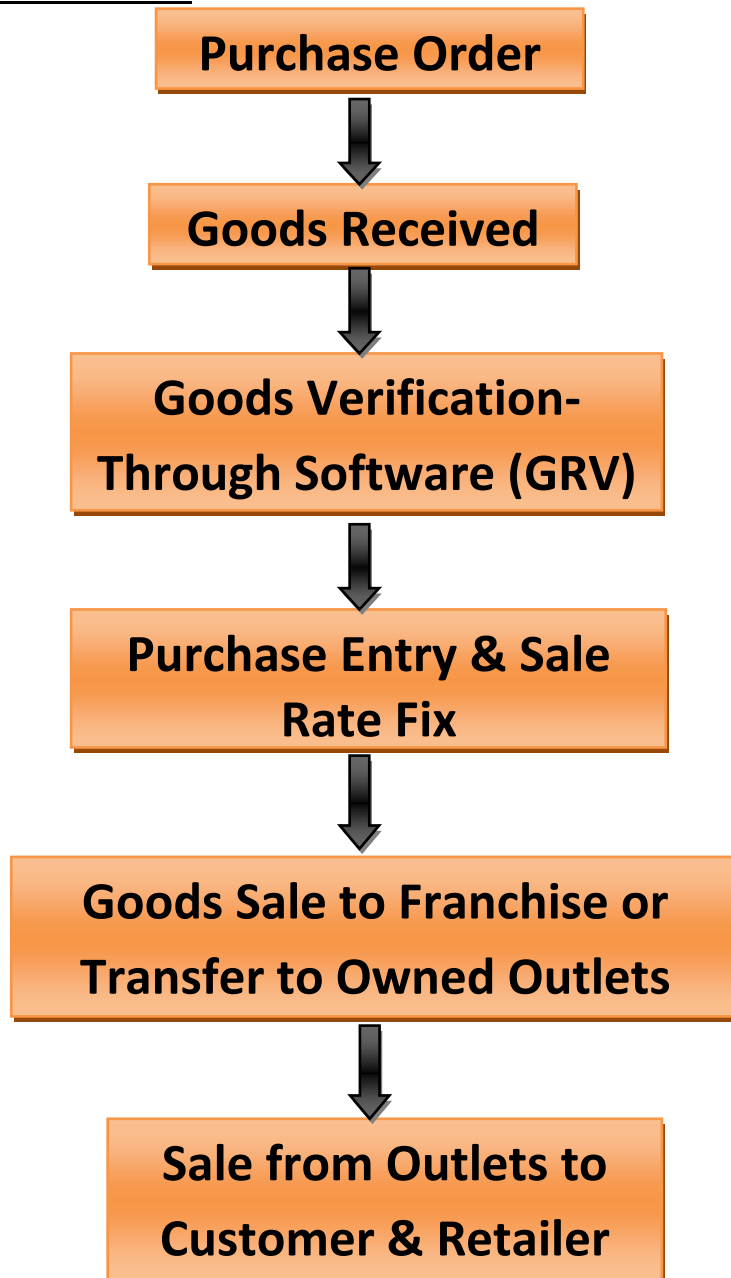 Purchase Order
Goods Received
Goods Verification-
Through Software (GRV)
Purchase Entry & Sale
Rate Fix
Goods Sale to Franchise or
Transfer to Owned Outlets
Sale from Outlets to
Customer & Retailer